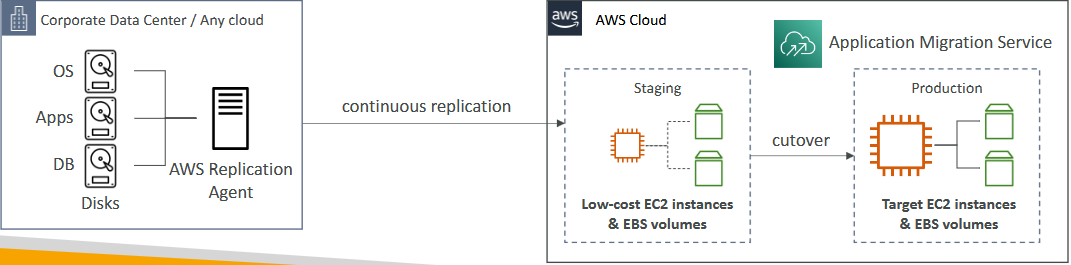 Corporate Data Center / Any cloud
OS
Apps
DB
Disks
AWS Replication
Agent
continuous replication
aws
AWS Cloud
Application Migration Service
Staging
Low-cost EC2 instances
& EBS volumes
cutover
Production
Target EC2 instances
& EBS volumes